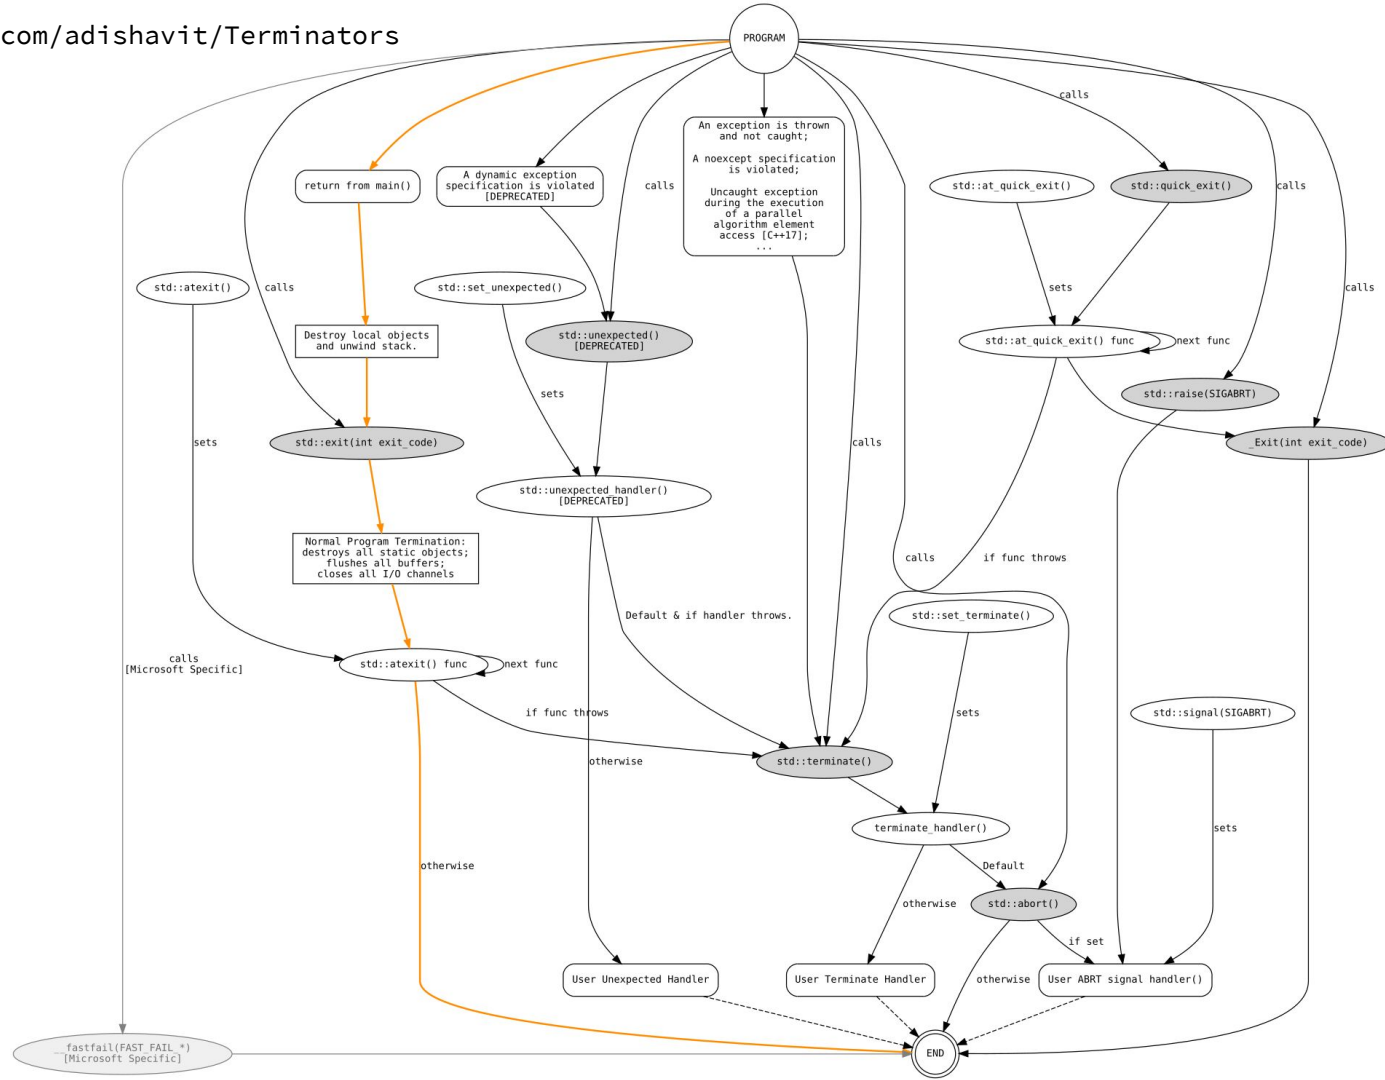 com/adishavit/Terminators
PROGRAM
calls
An exception is thrown
and not caught;
A noexcept specification
is violated;
Uncaught exception
during the execution
of a parallel
algorithm element
access [C++17];
...
return from main()
A dynamic exception
specification is violated
[DEPRECATED]
calls
std::at_quick_exit()
std::quick_exit()
calls
std::atexit()
calls
std::set_unexpected()
sets
calls
Destroy local objects
and unwind stack.
std::unexpected()
[DEPRECATED]
std::at_quick_exit() func
next func
sets
std::raise(SIGABRT)
sets
std::exit(int exit_code)
calls
_Exit(int exit_code)
std::unexpected_handler()
[DEPRECATED]
Normal Program Termination:
destroys all static objects;
flushes all buffers;
closes all I/O channels
calls
if func throws
Default & if handler throws.
std::set_terminate()
calls
[Microsoft Specific]
std::atexit() func
next func
if func throws
sets
std::signal(SIGABRT)
otherwise
std::terminate()
terminate_handler()
sets
otherwise
Default
otherwise
std::abort()
if set
User Unexpected Handler
User Terminate Handler
otherwise
User ABRT signal handler()
__fastfail(FAST_FAIL_*)
[Microsoft Specific]
END